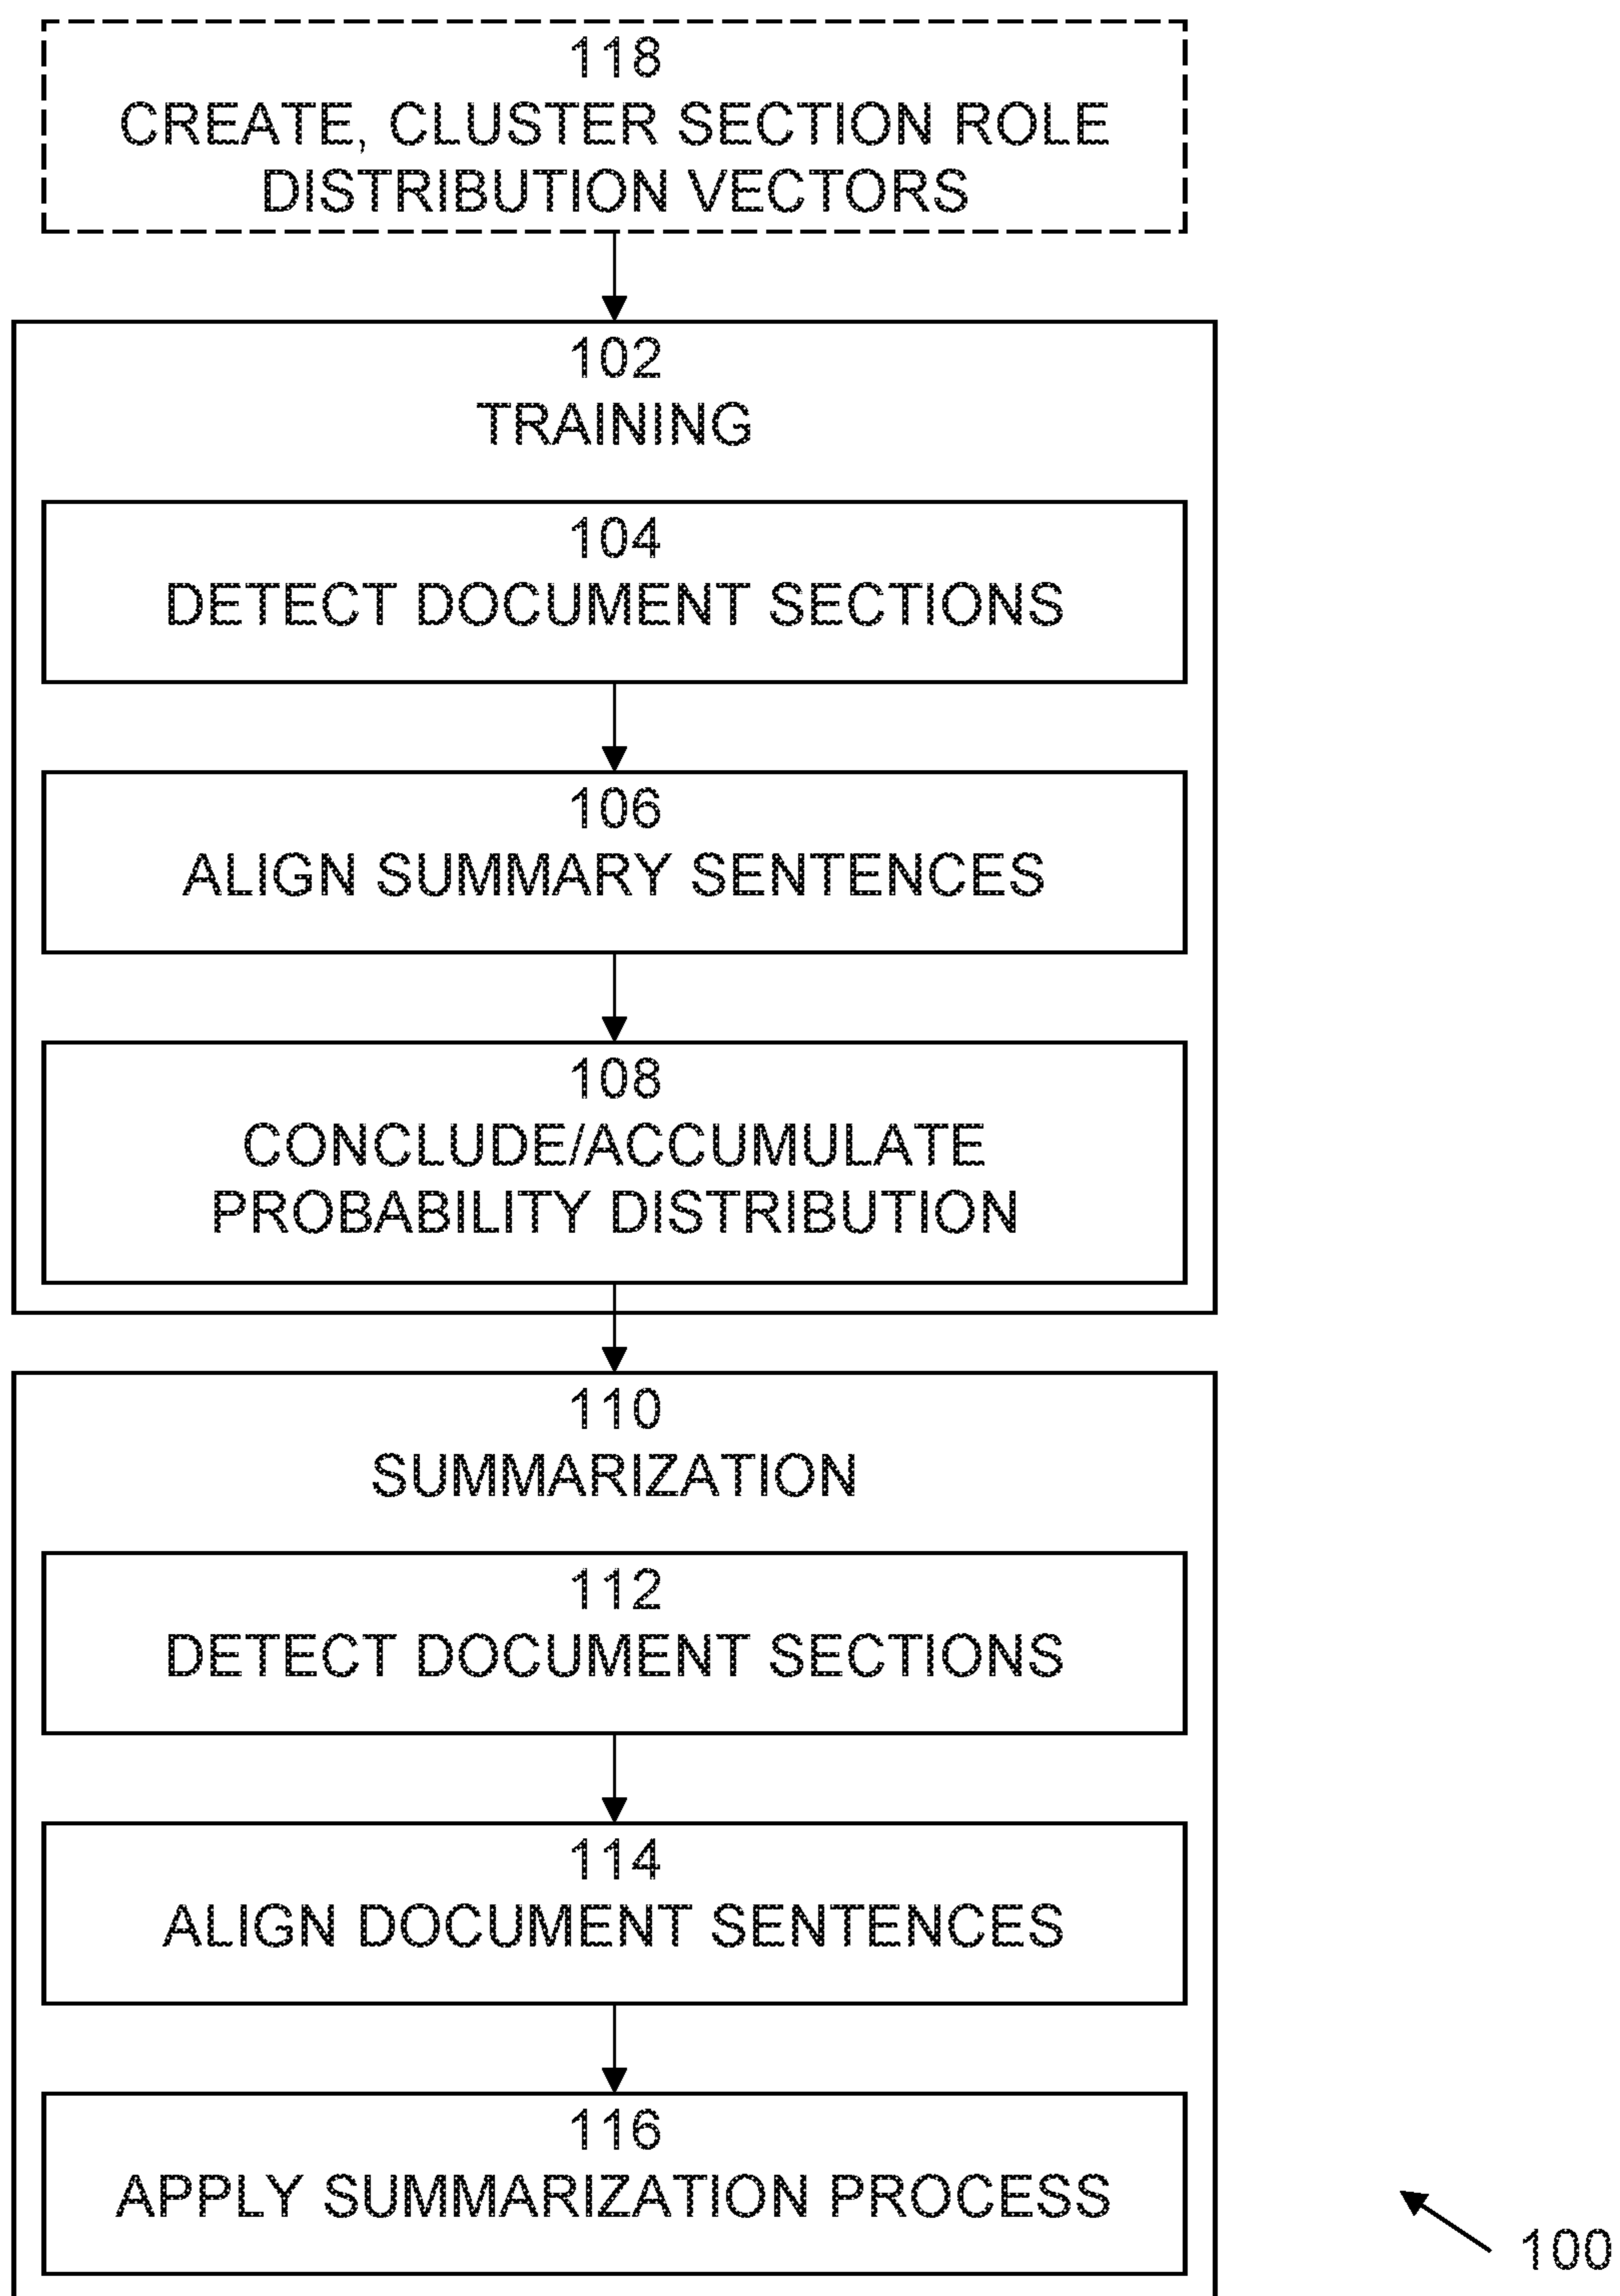 118
CREATE, CLUSTER SECTION ROLE
DISTRIBUTION VECTORS
102
TRAINING
104
DETECT DOCUMENT SECTIONS
106
ALIGN SUMMARY SENTENCES
108
CONCLUDE/ACCUMULATE
PROBABILITY DISTRIBUTION
110
SUMMARIZATION
112
DETECT DOCUMENT SECTIONS
114
ALIGN DOCUMENT SENTENCES
116
APPLY SUMMARIZATION PROCESS
100